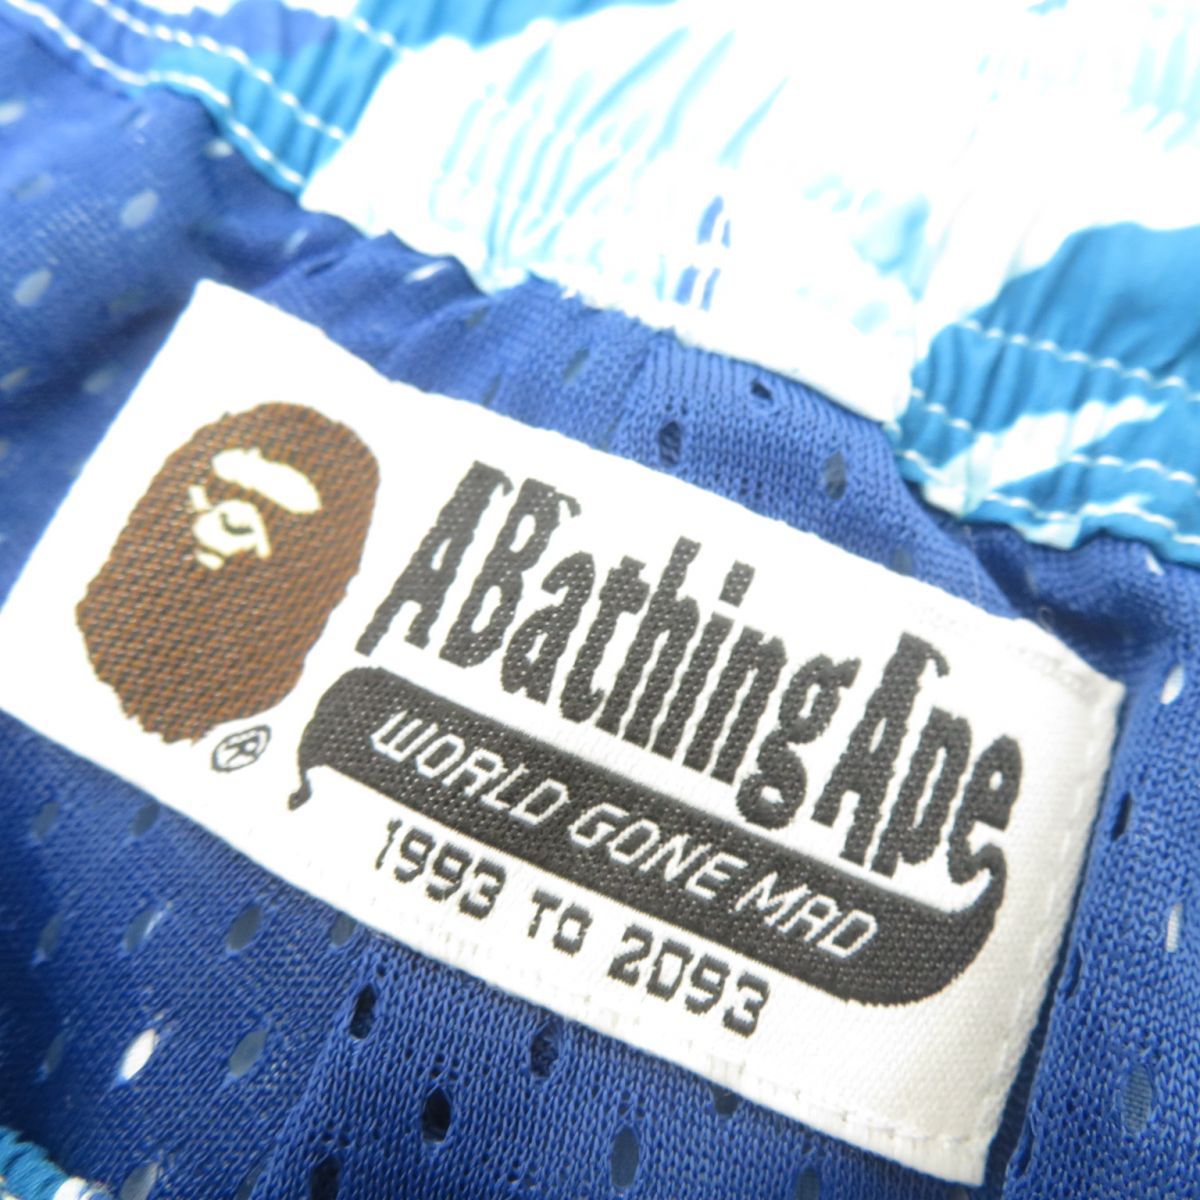 ABathingApe
WORLD GONE MAD
1993 TO 2093
®